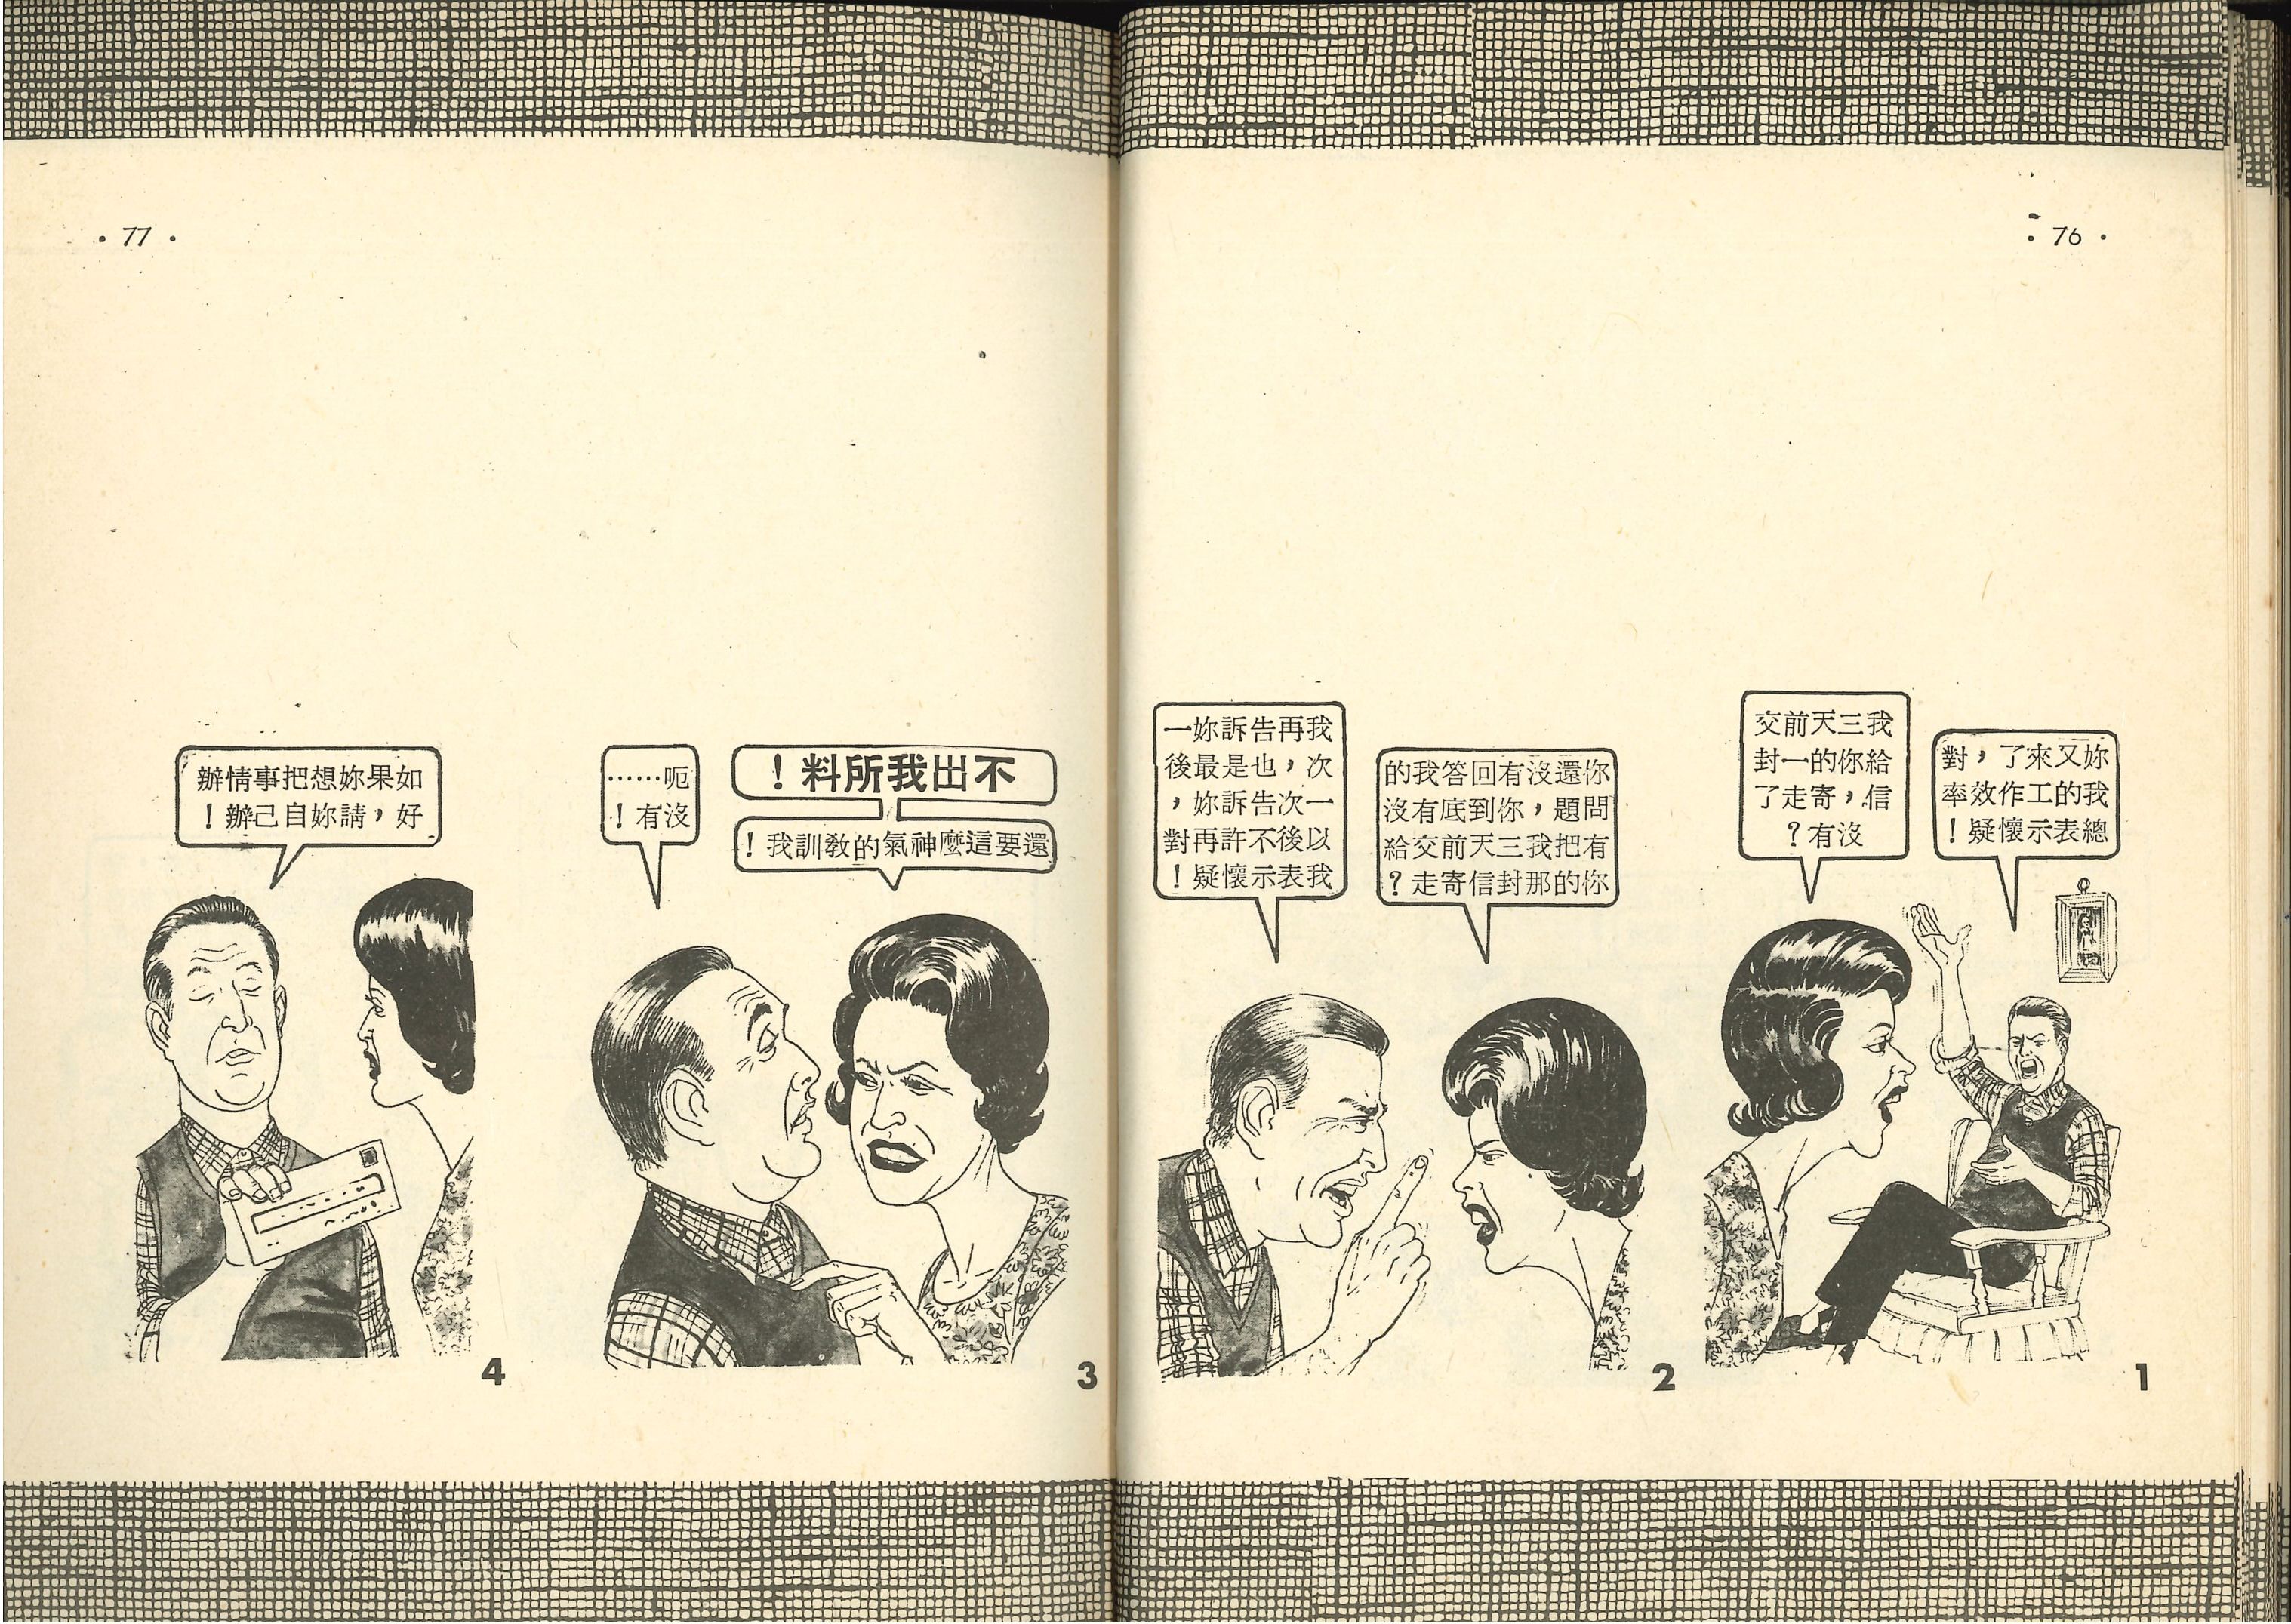 76
我三天前交
給你的一封
信，寄走了
沒有？
妳又來了，對
我的工作效率
總表示懷疑！
1
你還沒有回答我的
問題，你到底有沒
有把我三天前交給
你的那封信寄走？
我再告訴妳一
次，也是最後
一次告訴妳，
以後不許再對
我表示懷疑！
2
呃……
沒有！
不出我所料！
還要這麼神氣的教訓我！
3
如果妳想把事情辦
好，請妳自己辦！
4
77